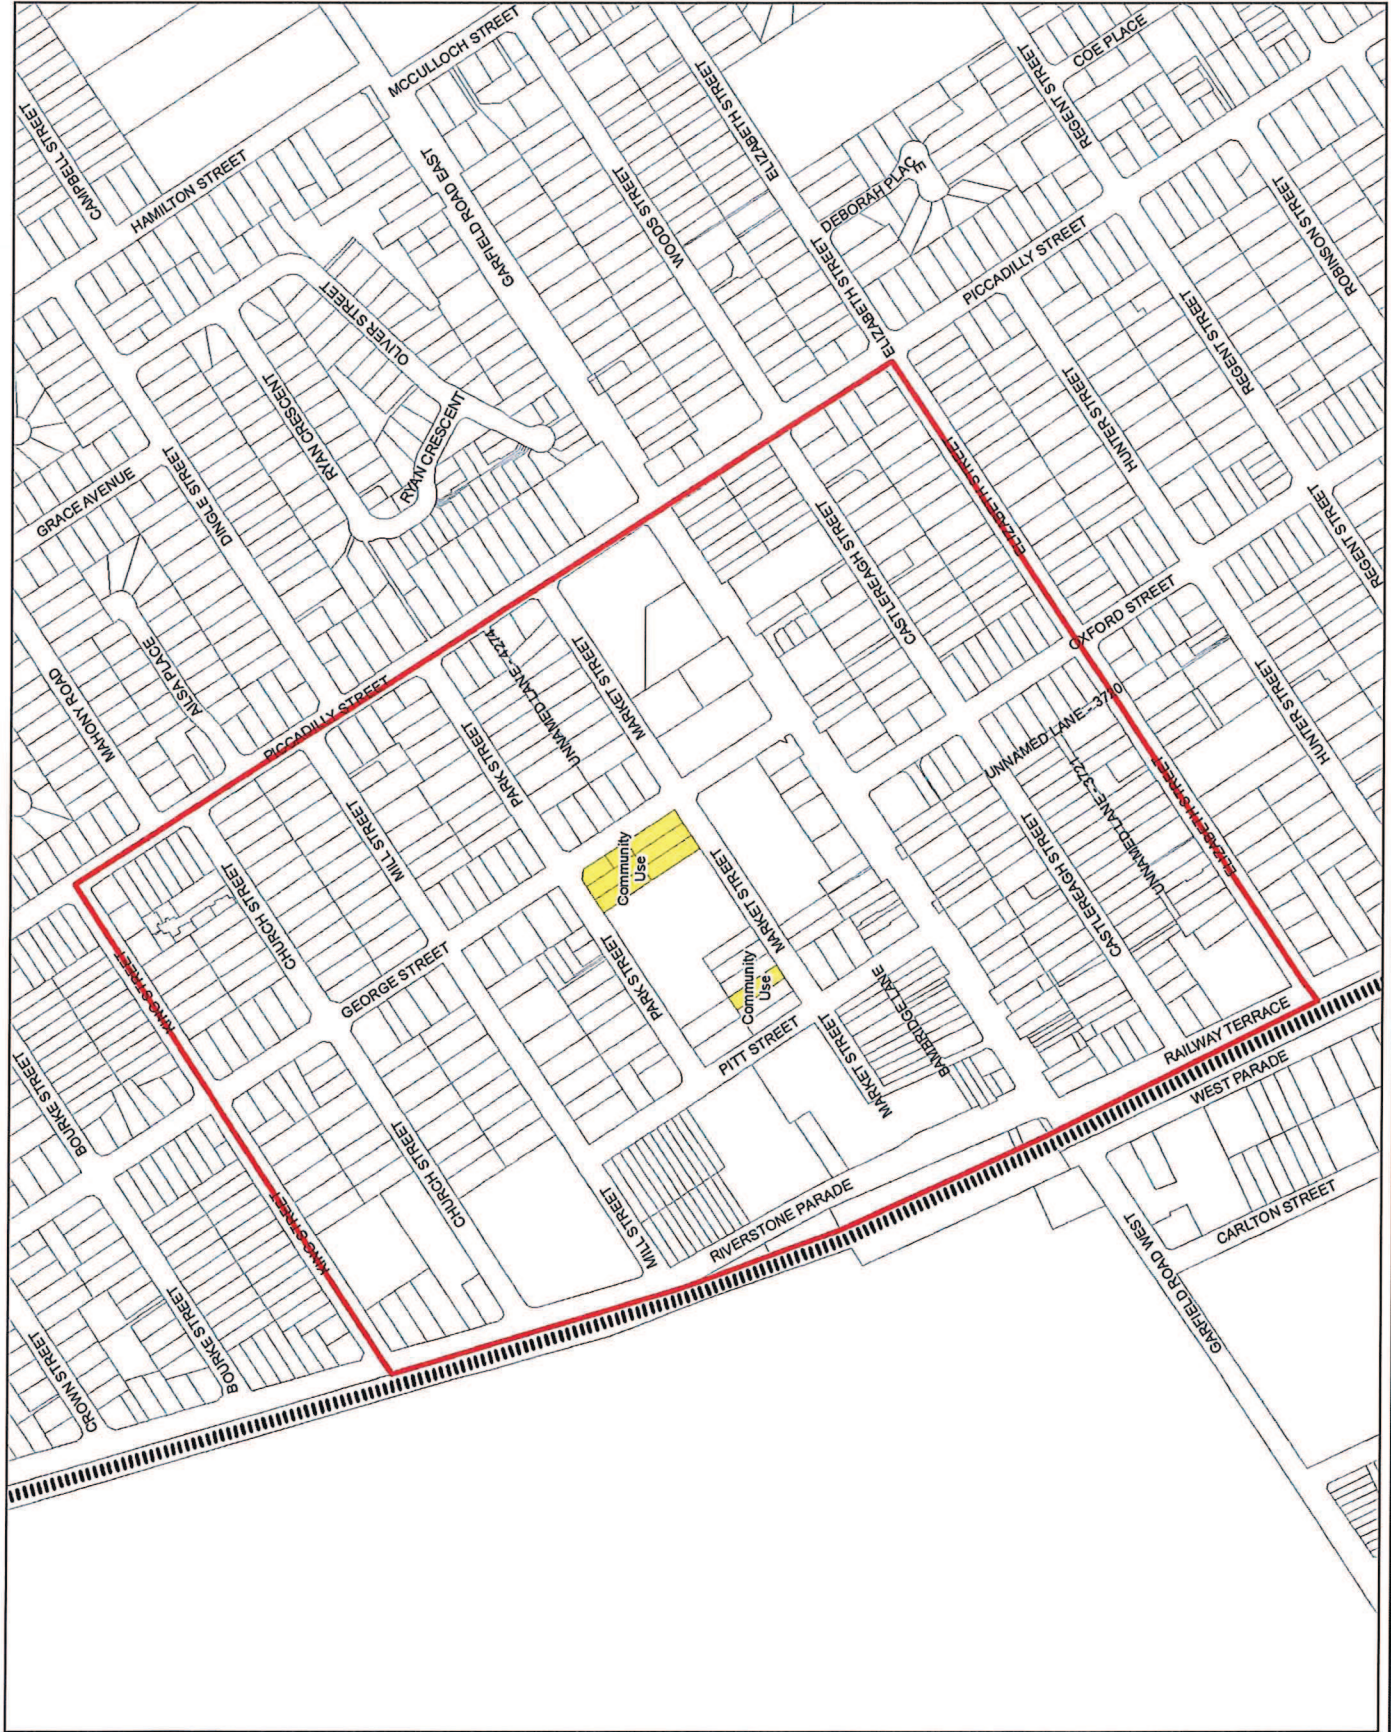 MCCULLOCH STREET
COE PLACE
REGENT STREET
ELIZABETH STREET
CAMPBELL STREET
HAMILTON STREET
GARFIELD ROAD EAST
WOODS STREET
DEBORAH PLACE
ROBINSON STREET
PICCADILLY STREET
ELIZABETH STREET
OLIVER STREET
REGENT STREET
RYAN CRESCENT
HUNTER STREET
RYAN CRESCENT
GRACE AVENUE
DINGLE STREET
ELIZABETH STREET
CASTLEREAGH STREET
REGENT STREET
OXFORD STREET
AILSA PLACE
MAHONY ROAD
UNNAMED LANE - 4274
MARKET STREET
PICCADILLY STREET
PARK STREET
UNNAMED LANE - 3720
HUNTER STREET
MILL STREET
UNNAMED LANE - 3721
ELIZABETH STREET
Community
Use
CHURCH STREET
MARKET STREET
CASTLEREAGH STREET
KING STREET
GEORGE STREET
PARK STREET
Community
Use
BAMBRIDGE LANE
PITT STREET
MARKET STREET
RAILWAY TERRACE
WEST PARADE
BOURKE STREET
CHURCH STREET
KING STREET
MILL STREET
RIVERSTONE PARADE
GARFIELD ROAD WEST
CARLTON STREET
BOURKE STREET
CROWN STREET